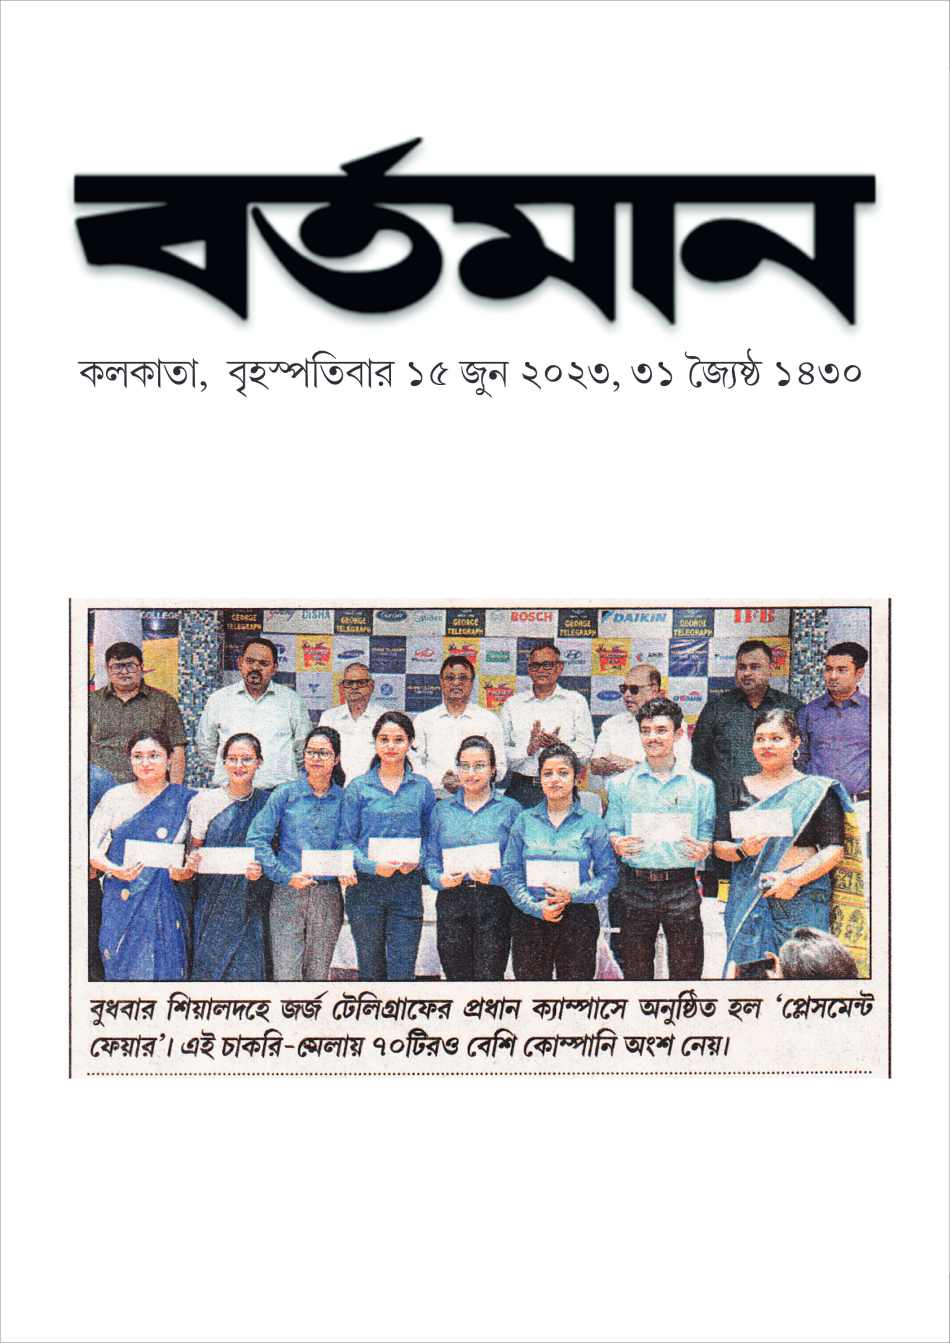 বর্তমান
কলকাতা, বৃহস্পতিবার ১৫ জুন ২০২৩, ৩১ জ্যৈষ্ঠ ১৪৩০
COLLEGE
GEORGE
TELEGRAPH
GEORGE
TELEGRAPH
GEORGE
TELEGRAPH
BOSCH
GEORGE
TELEGRAPH
DAIKIN
GEORGE
TELEGRAPH
IFB
বুধবার শিয়ালদহে জর্জ টেলিগ্রাফের প্রধান ক্যাম্পাসে অনুষ্ঠিত হল ‘প্লেসমেন্ট
ফেয়ার’। এই চাকরি-মেলায় ৭০টিরও বেশি কোম্পানি অংশ নেয়।